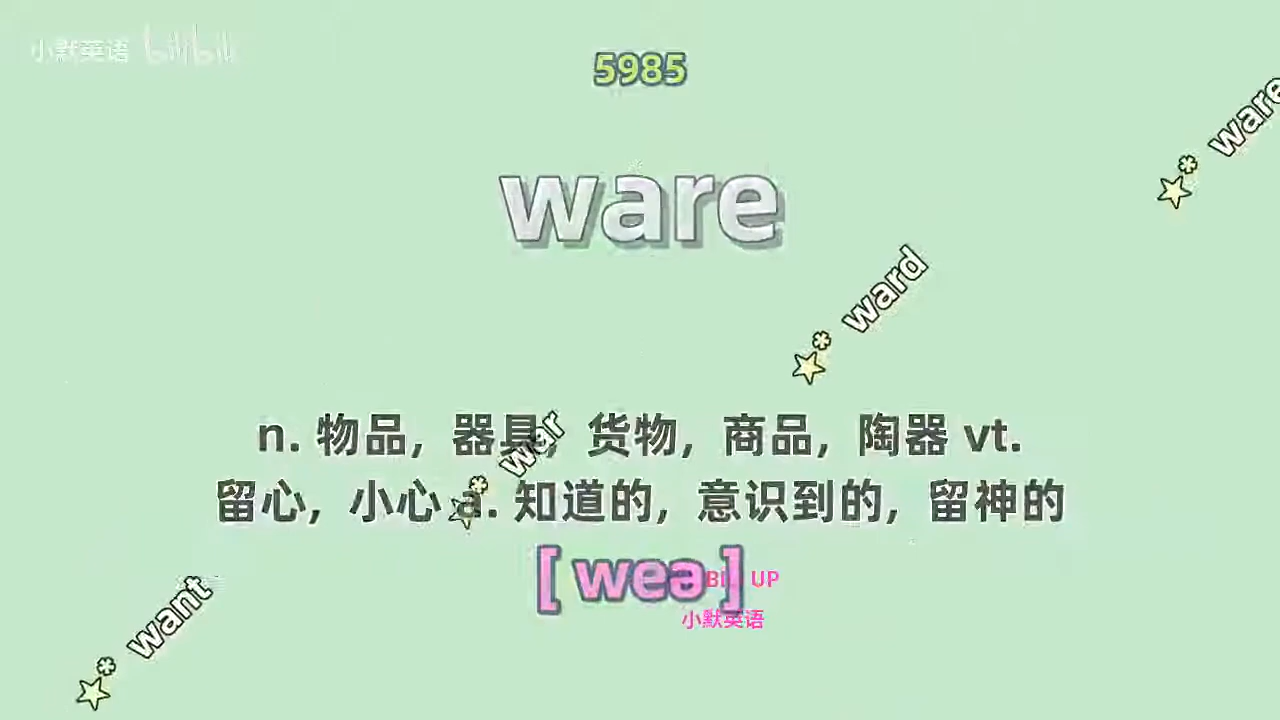 小默英语 bilibili
5985
ware
ware
ward
n. 物品, 器具, 货物, 商品, 陶器 vt.
war
留心, 小心 a. 知道的, 意识到的, 留神的
[ weə ]
UP
小默英语
want